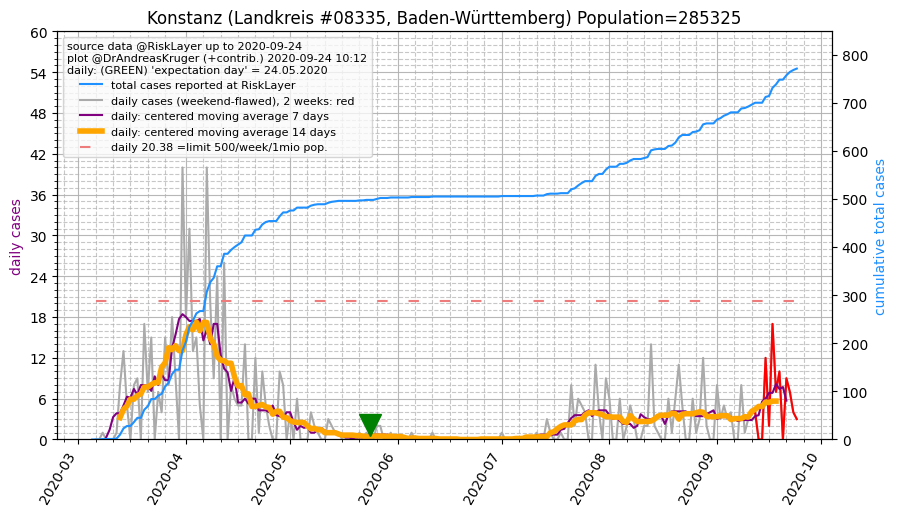 Konstanz (Landkreis #08335, Baden-Württemberg) Population=285325
source data @RiskLayer up to 2020-09-24
plot @DrAndreasKruger (+contrib.) 2020-09-24 10:12
daily: (GREEN) 'expectation day' = 24.05.2020
total cases reported at RiskLayer
daily cases (weekend-flawed), 2 weeks: red
daily: centered moving average 7 days
daily: centered moving average 14 days
daily 20.38 =limit 500/week/1mio pop.
daily cases
60
54
48
42
36
30
24
18
12
6
0
800
700
600
500
400
300
200
100
0
cumulative total cases
2020-03
2020-04
2020-05
2020-06
2020-07
2020-08
2020-09
2020-10